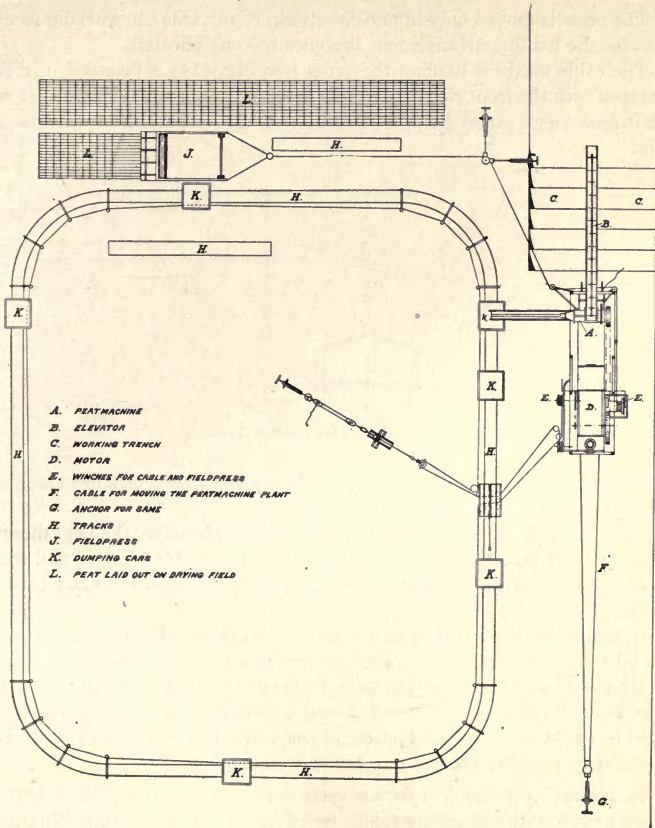 L.
L.
J.
H.
K.
H.
C.
C.
B.
H.
K
K
A.
K
E.
D.
E.
A. PEATMACHINE
B. ELEVATOR
C. WORKING TRENCH
D. MOTOR
E. WINCHES FOR CABLE AND FIELDPRESS
F. CABLE FOR MOVING THE PEATMACHINE PLANT
G. ANCHOR FOR SAME
H. TRACKS
J. FIELDPRESS
K. DUMPING CARS
L. PEAT LAID OUT ON DRYING FIELD
H
H.
K.
F
K.
H.
G.